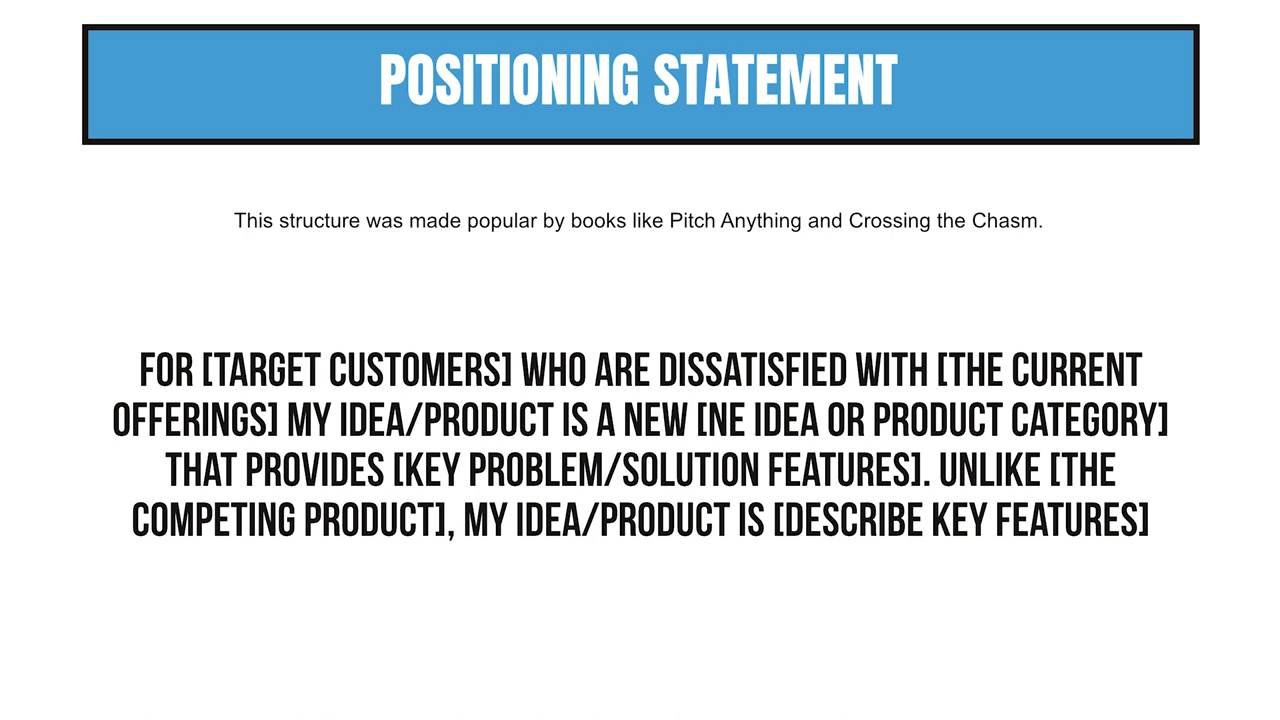 POSITIONING STATEMENT
This structure was made popular by books like Pitch Anything and Crossing the Chasm.
FOR [TARGET CUSTOMERS] WHO ARE DISSATISFIED WITH [THE CURRENT
OFFERINGS] MY IDEA/PRODUCT IS A NEW [NE IDEA OR PRODUCT CATEGORY]
THAT PROVIDES [KEY PROBLEM/SOLUTION FEATURES]. UNLIKE [THE
COMPETING PRODUCT], MY IDEA/PRODUCT IS [DESCRIBE KEY FEATURES]